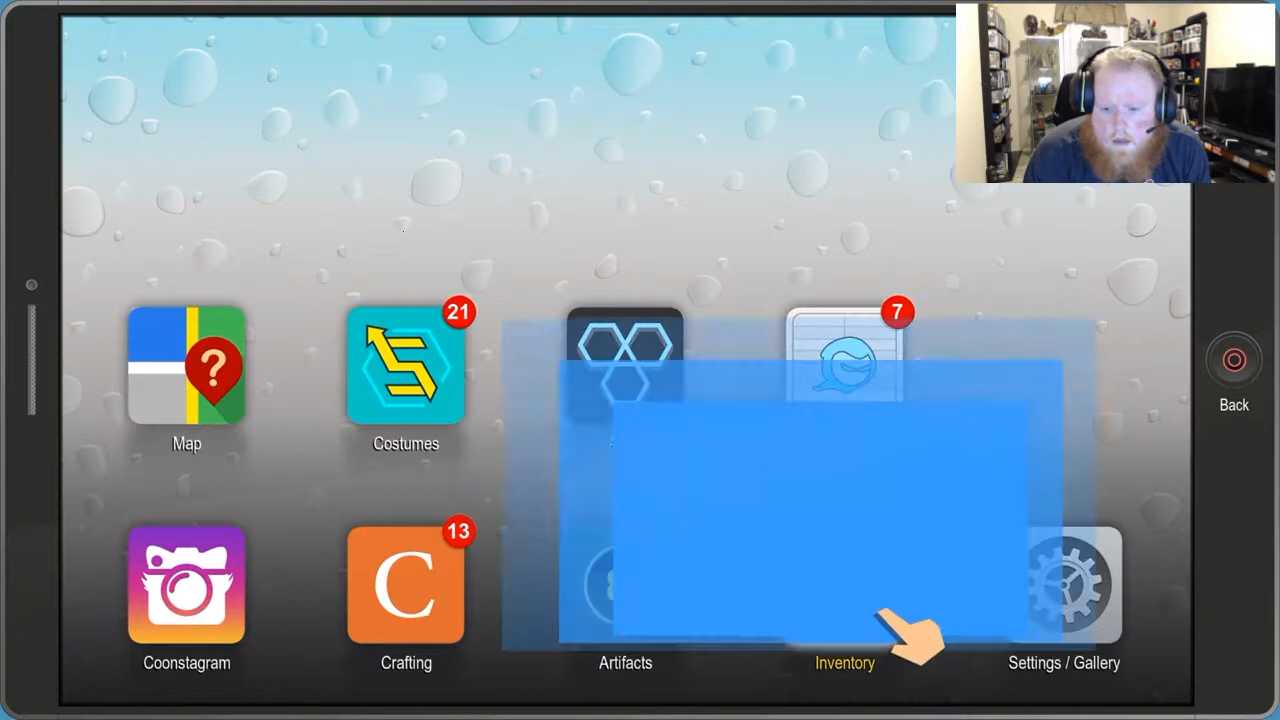 21
7
?
Map
Costumes
Back
13
C
Coonstagram
Crafting
Artifacts
Inventory
Settings / Gallery